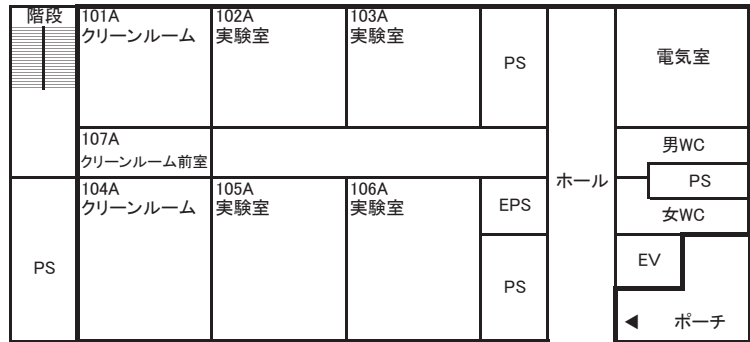 階段
101A
クリーンルーム
102A
実験室
103A
実験室
PS
電気室
107A
クリーンルーム前室
男WC
ホール
PS
104A
クリーンルーム
105A
実験室
106A
実験室
EPS
女WC
PS
PS
EV
◀ ポーチ